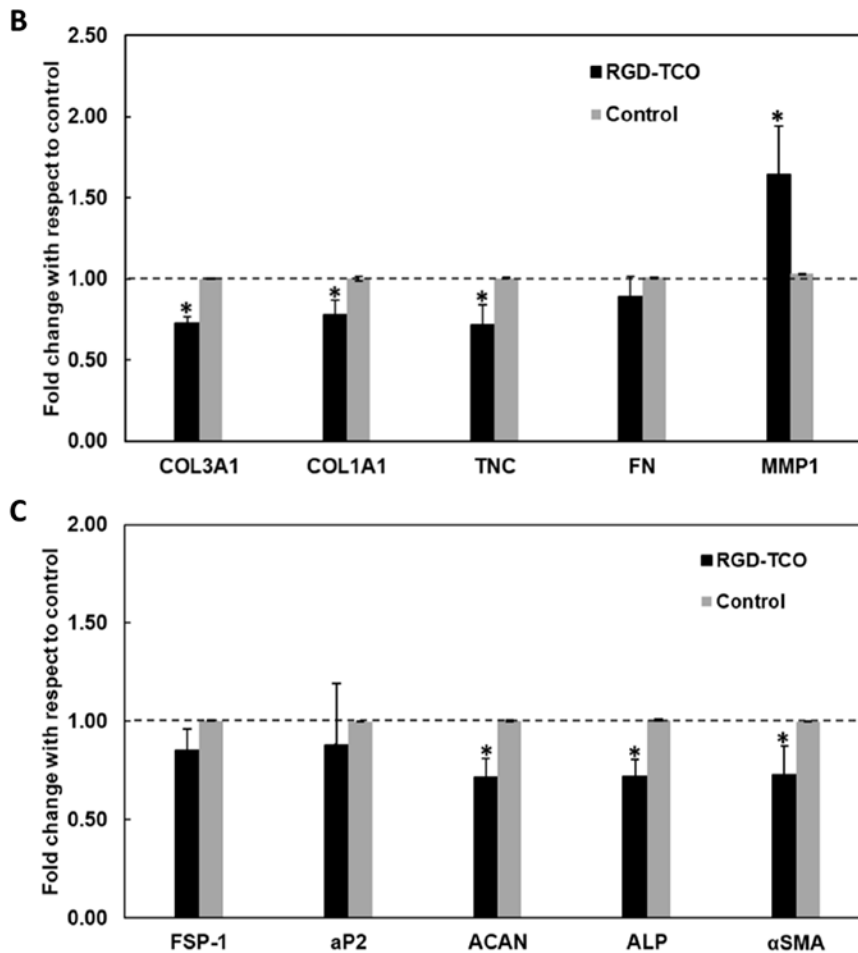 B
Fold change with respect to control
2.50
2.00
1.50
1.00
0.50
0.00
RGD-TCO
Control
*
*
*
*
COL3A1 COL1A1 TNC FN MMP1
C
Fold change with respect to control
2.00
1.50
1.00
0.50
0.00
RGD-TCO
Control
*
*
*
FSP-1 aP2 ACAN ALP αSMA